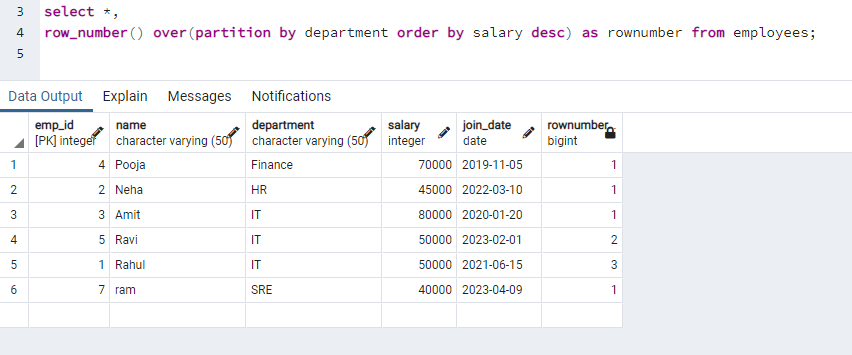 3 select *,
4 row_number() over(partition by department order by salary desc) as rownumber from employees;
5
Data Output Explain Messages Notifications
emp_id name department salary join_date rownumber
[PK] integer character varying (50) character varying (50) integer date bigint
1 4 Pooja Finance 70000 2019-11-05 1
2 2 Neha HR 45000 2022-03-10 1
3 3 Amit IT 80000 2020-01-20 1
4 5 Ravi IT 50000 2023-02-01 2
5 1 Rahul IT 50000 2021-06-15 3
6 7 ram SRE 40000 2023-04-09 1